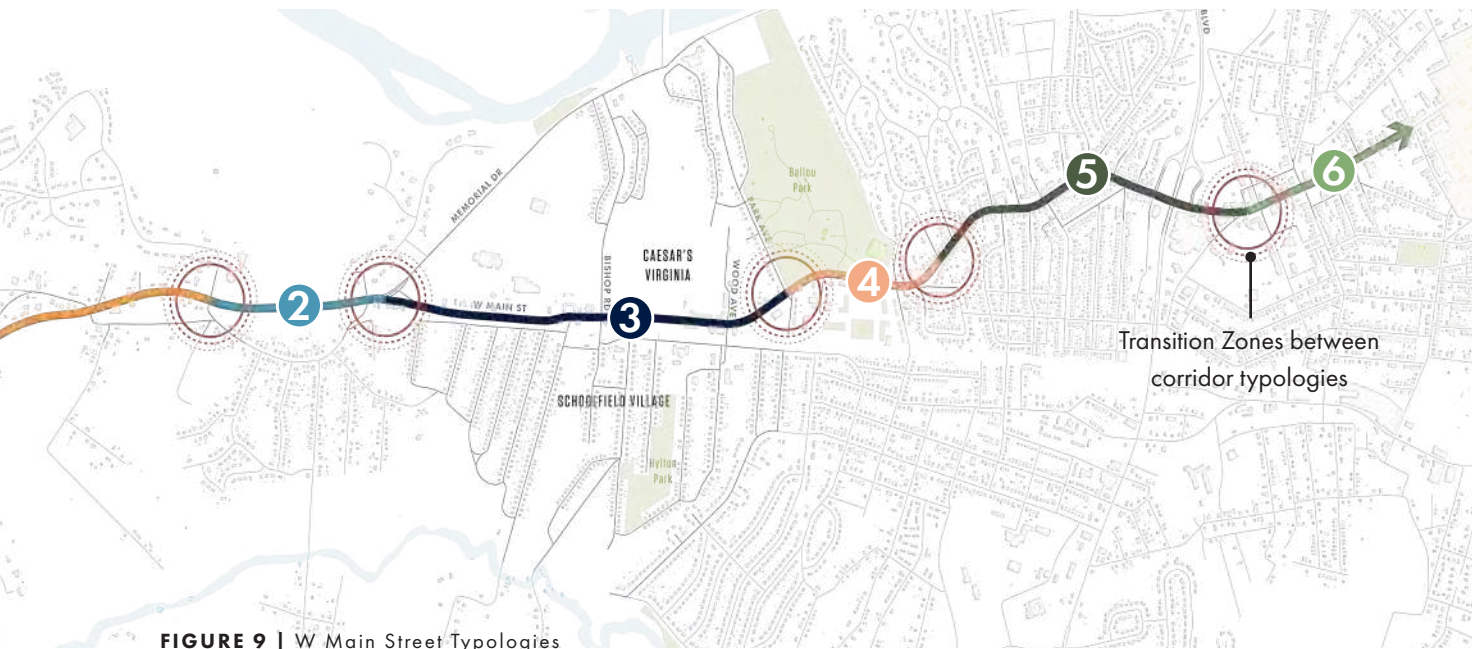 BLVD
MEMORIAL DR
Ballou
Park
PARK AVE
CAESAR'S
VIRGINIA
BISHOP RD
WOOD AVE
W MAIN ST
2
3
4
5
6
Transition Zones between
corridor typologies
SCHOOLFIELD VILLAGE
Hylton
Park
FIGURE 9 | W Main Street Typologies